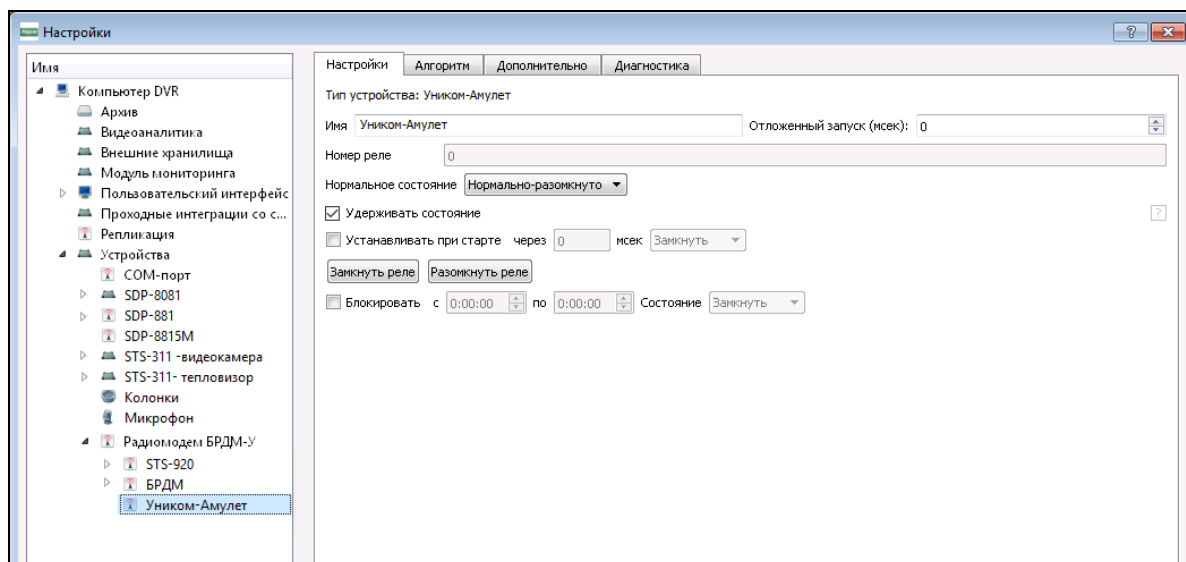 Настройки
Имя
Компьютер DVR
Архив
Видеоаналитика
Внешние хранилища
Модуль мониторинга
Пользовательский интерфейс
Проходные интеграции со с...
Репликация
Устройства
COM-порт
SDP-8081
SDP-881
SDP-8815M
STS-311 -видеокамера
STS-311- тепловизор
Колонки
Микрофон
Радиомодем БРДМ-У
STS-920
БРДМ
Уником-Амулет
Настройки Алгоритм Дополнительно Диагностика
Тип устройства: Уником-Амулет
Имя Уником-Амулет Отложенный запуск (мсек): 0
Номер реле 0
Нормальное состояние Нормально-разомкнуто
Удерживать состояние ?
Устанавливать при старте через 0 мсек Замкнуть
Замкнуть реле Разомкнуть реле
Блокировать с 0:00:00 по 0:00:00 Состояние Замкнуть